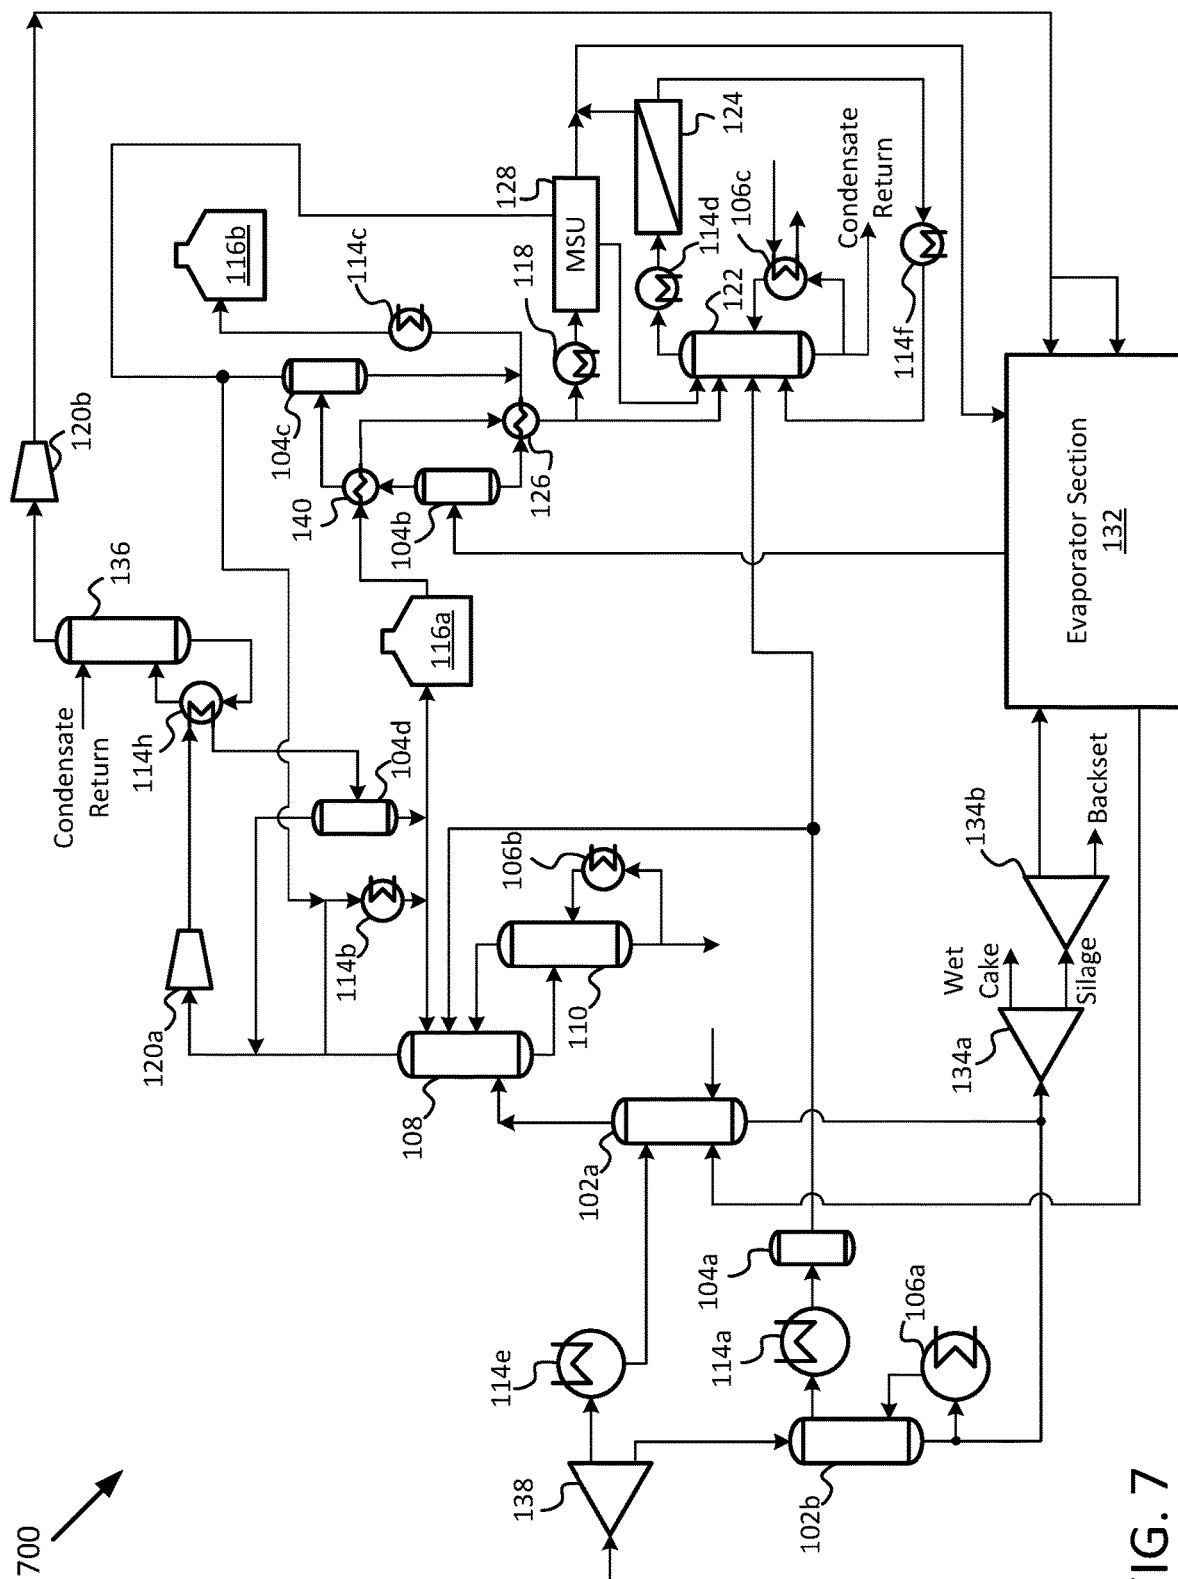 700
138
114e
102b
106a
114a
104a
102a
108
120a
110
106b
114b
104d
114h
Condensate
Return
136
120b
116a
140
104b
104c
126
116b
114c
118
128
MSU
122
114d
124
106c
Condensate
Return
114f
134a
Wet
Cake
Silage
134b
Backset
Evaporator Section
132
FIG. 7